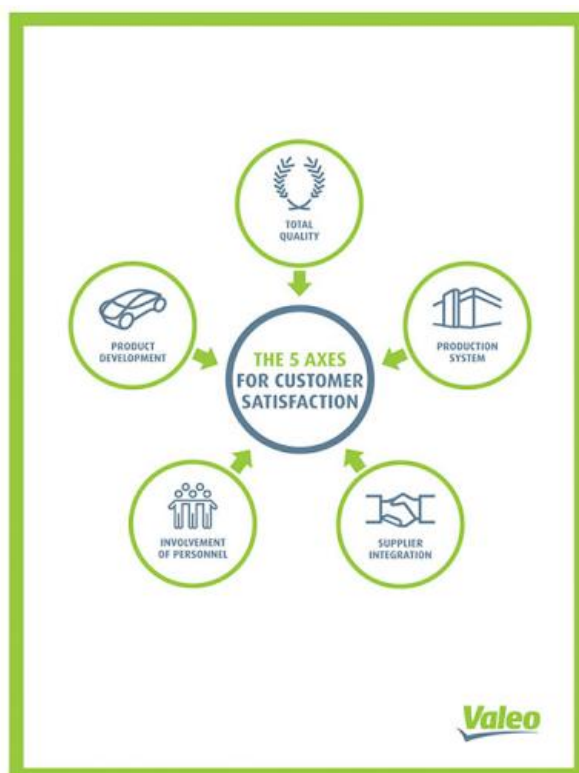 TOTAL
QUALITY
PRODUCT
DEVELOPMENT
PRODUCTION
SYSTEM
THE 5 AXES
FOR CUSTOMER
SATISFACTION
INVOLVEMENT
OF PERSONNEL
SUPPLIER
INTEGRATION
Valeo